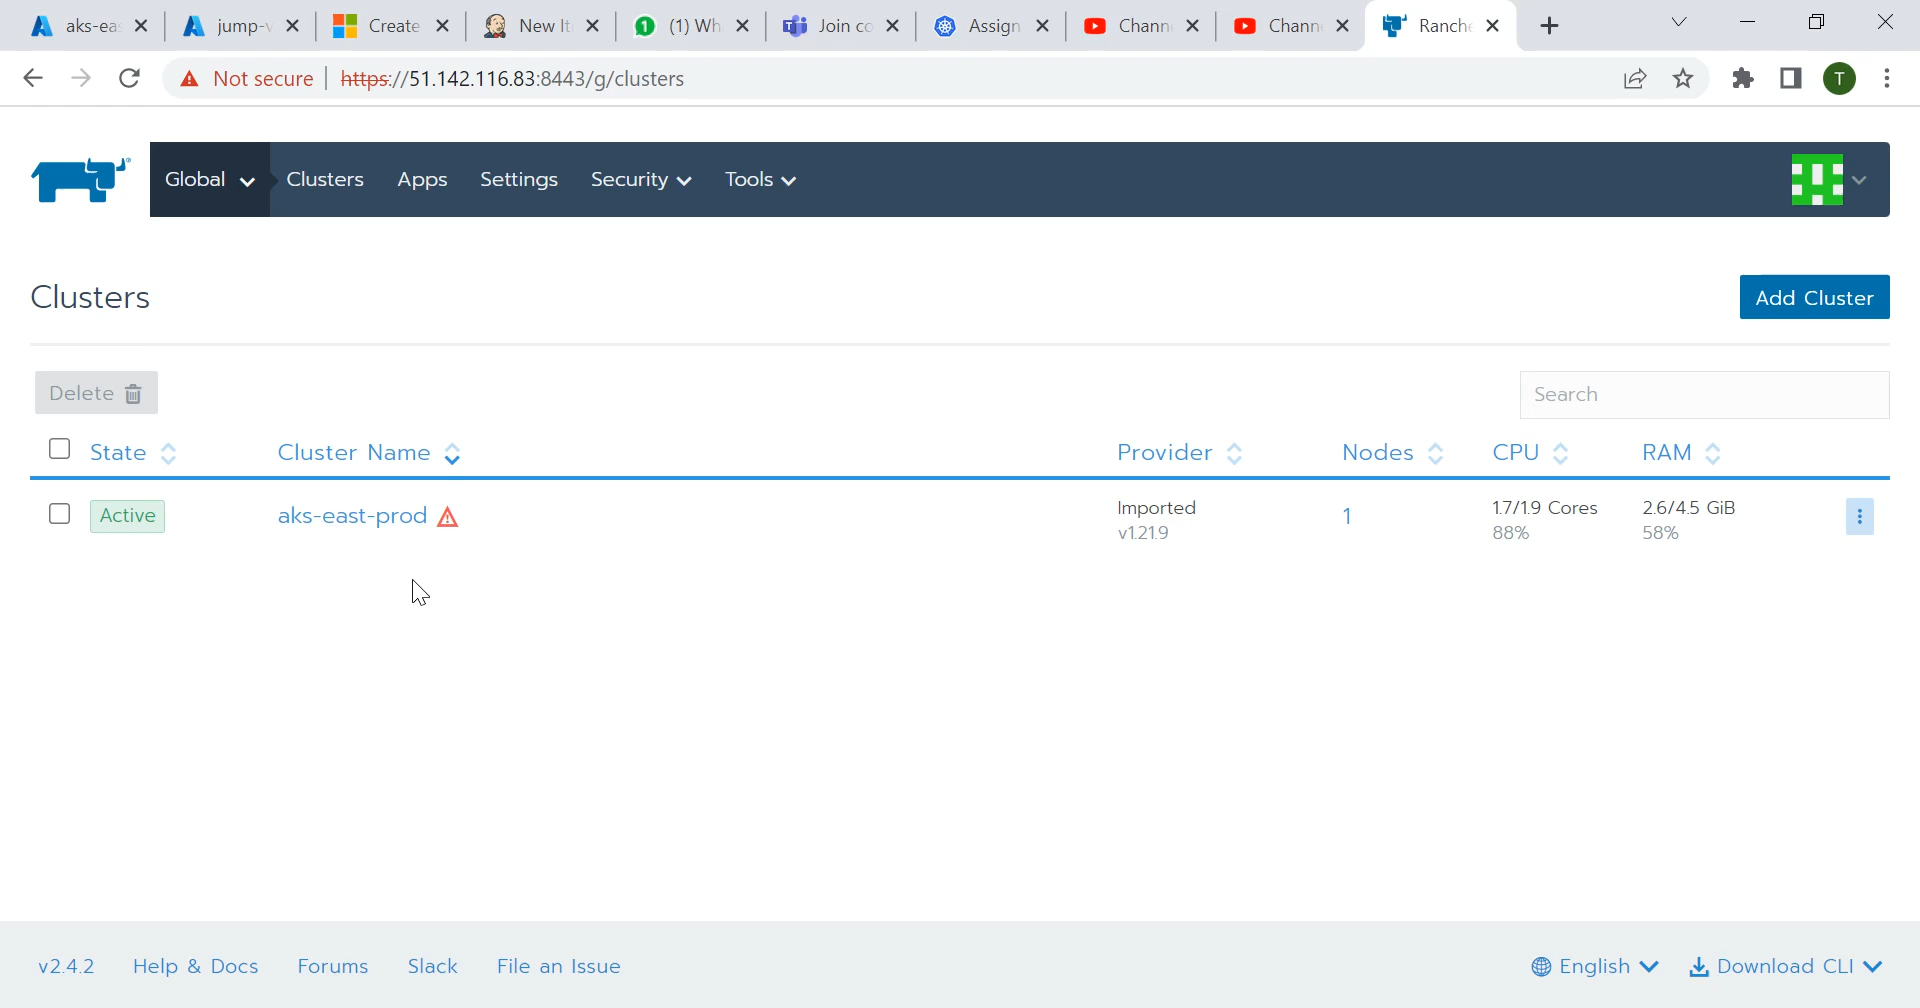 aks-eas
jump-v
Create
New It
(1) Wh
Join co
Assign
Chann
Chann
Ranche
Not secure
https://51.142.116.83:8443/g/clusters
T
Global
Clusters
Apps
Settings
Security
Tools
Clusters
Add Cluster
Delete
Search
State
Cluster Name
Provider
Nodes
CPU
RAM
Active
aks-east-prod
Imported
v1.21.9
1
1.7/1.9 Cores
88%
2.6/4.5 GiB
58%
v2.4.2
Help & Docs
Forums
Slack
File an Issue
English
Download CLI